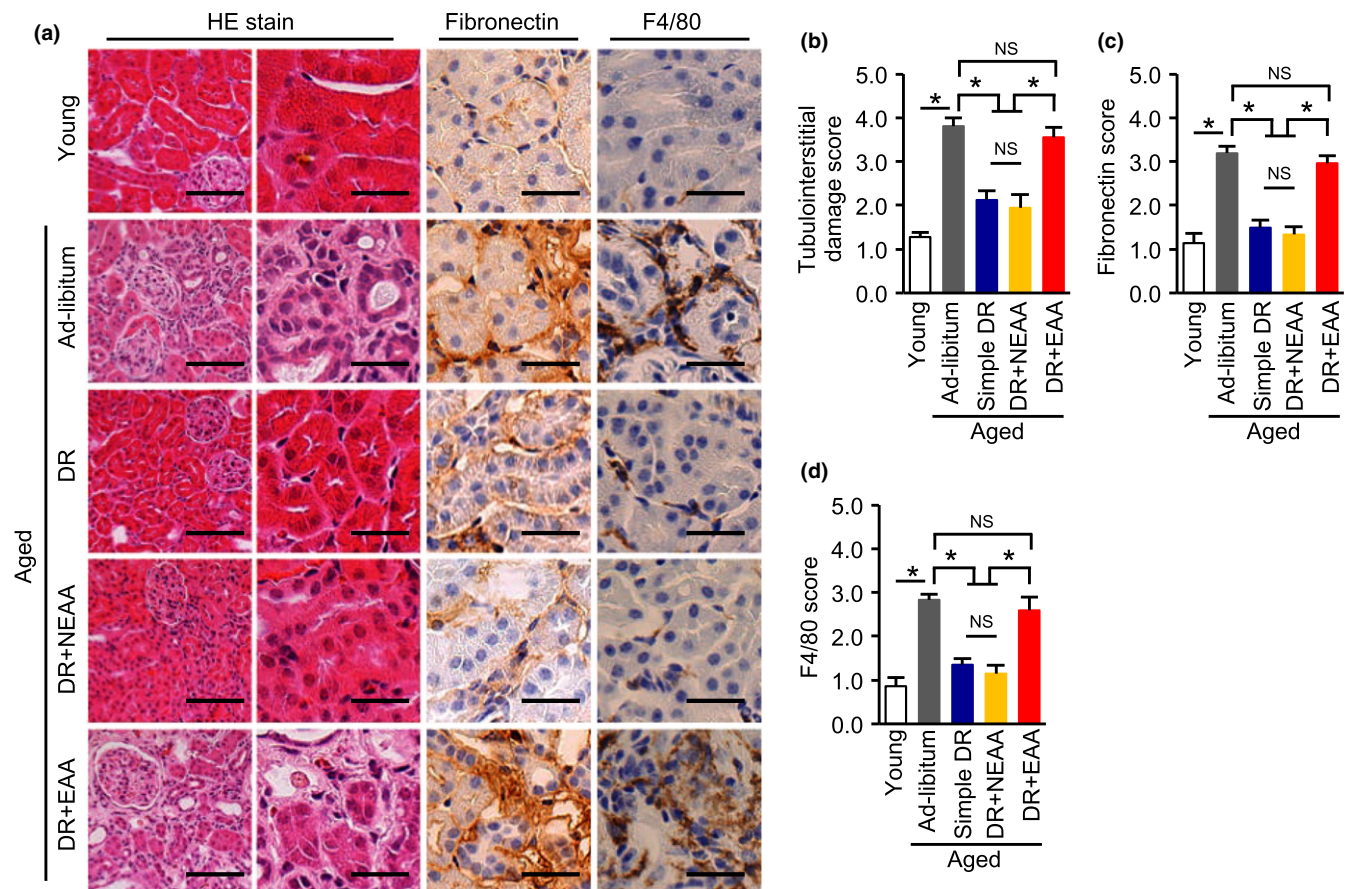 (a)
HE stain
Fibronectin
F4/80
Young
Aged
Ad-libitum
DR
DR+NEAA
DR+EAA
(b)
Tubulointerstitial
damage score
5.0
4.0
3.0
2.0
1.0
0.0
NS
*
*
*
NS
Young
Ad-libitum
Simple DR
DR+NEAA
DR+EAA
Aged
(c)
Fibronectin score
5.0
4.0
3.0
2.0
1.0
0.0
NS
*
*
*
NS
Young
Ad-libitum
Simple DR
DR+NEAA
DR+EAA
Aged
(d)
F4/80 score
5.0
4.0
3.0
2.0
1.0
0.0
NS
*
*
*
NS
Young
Ad-libitum
Simple DR
DR+NEAA
DR+EAA
Aged